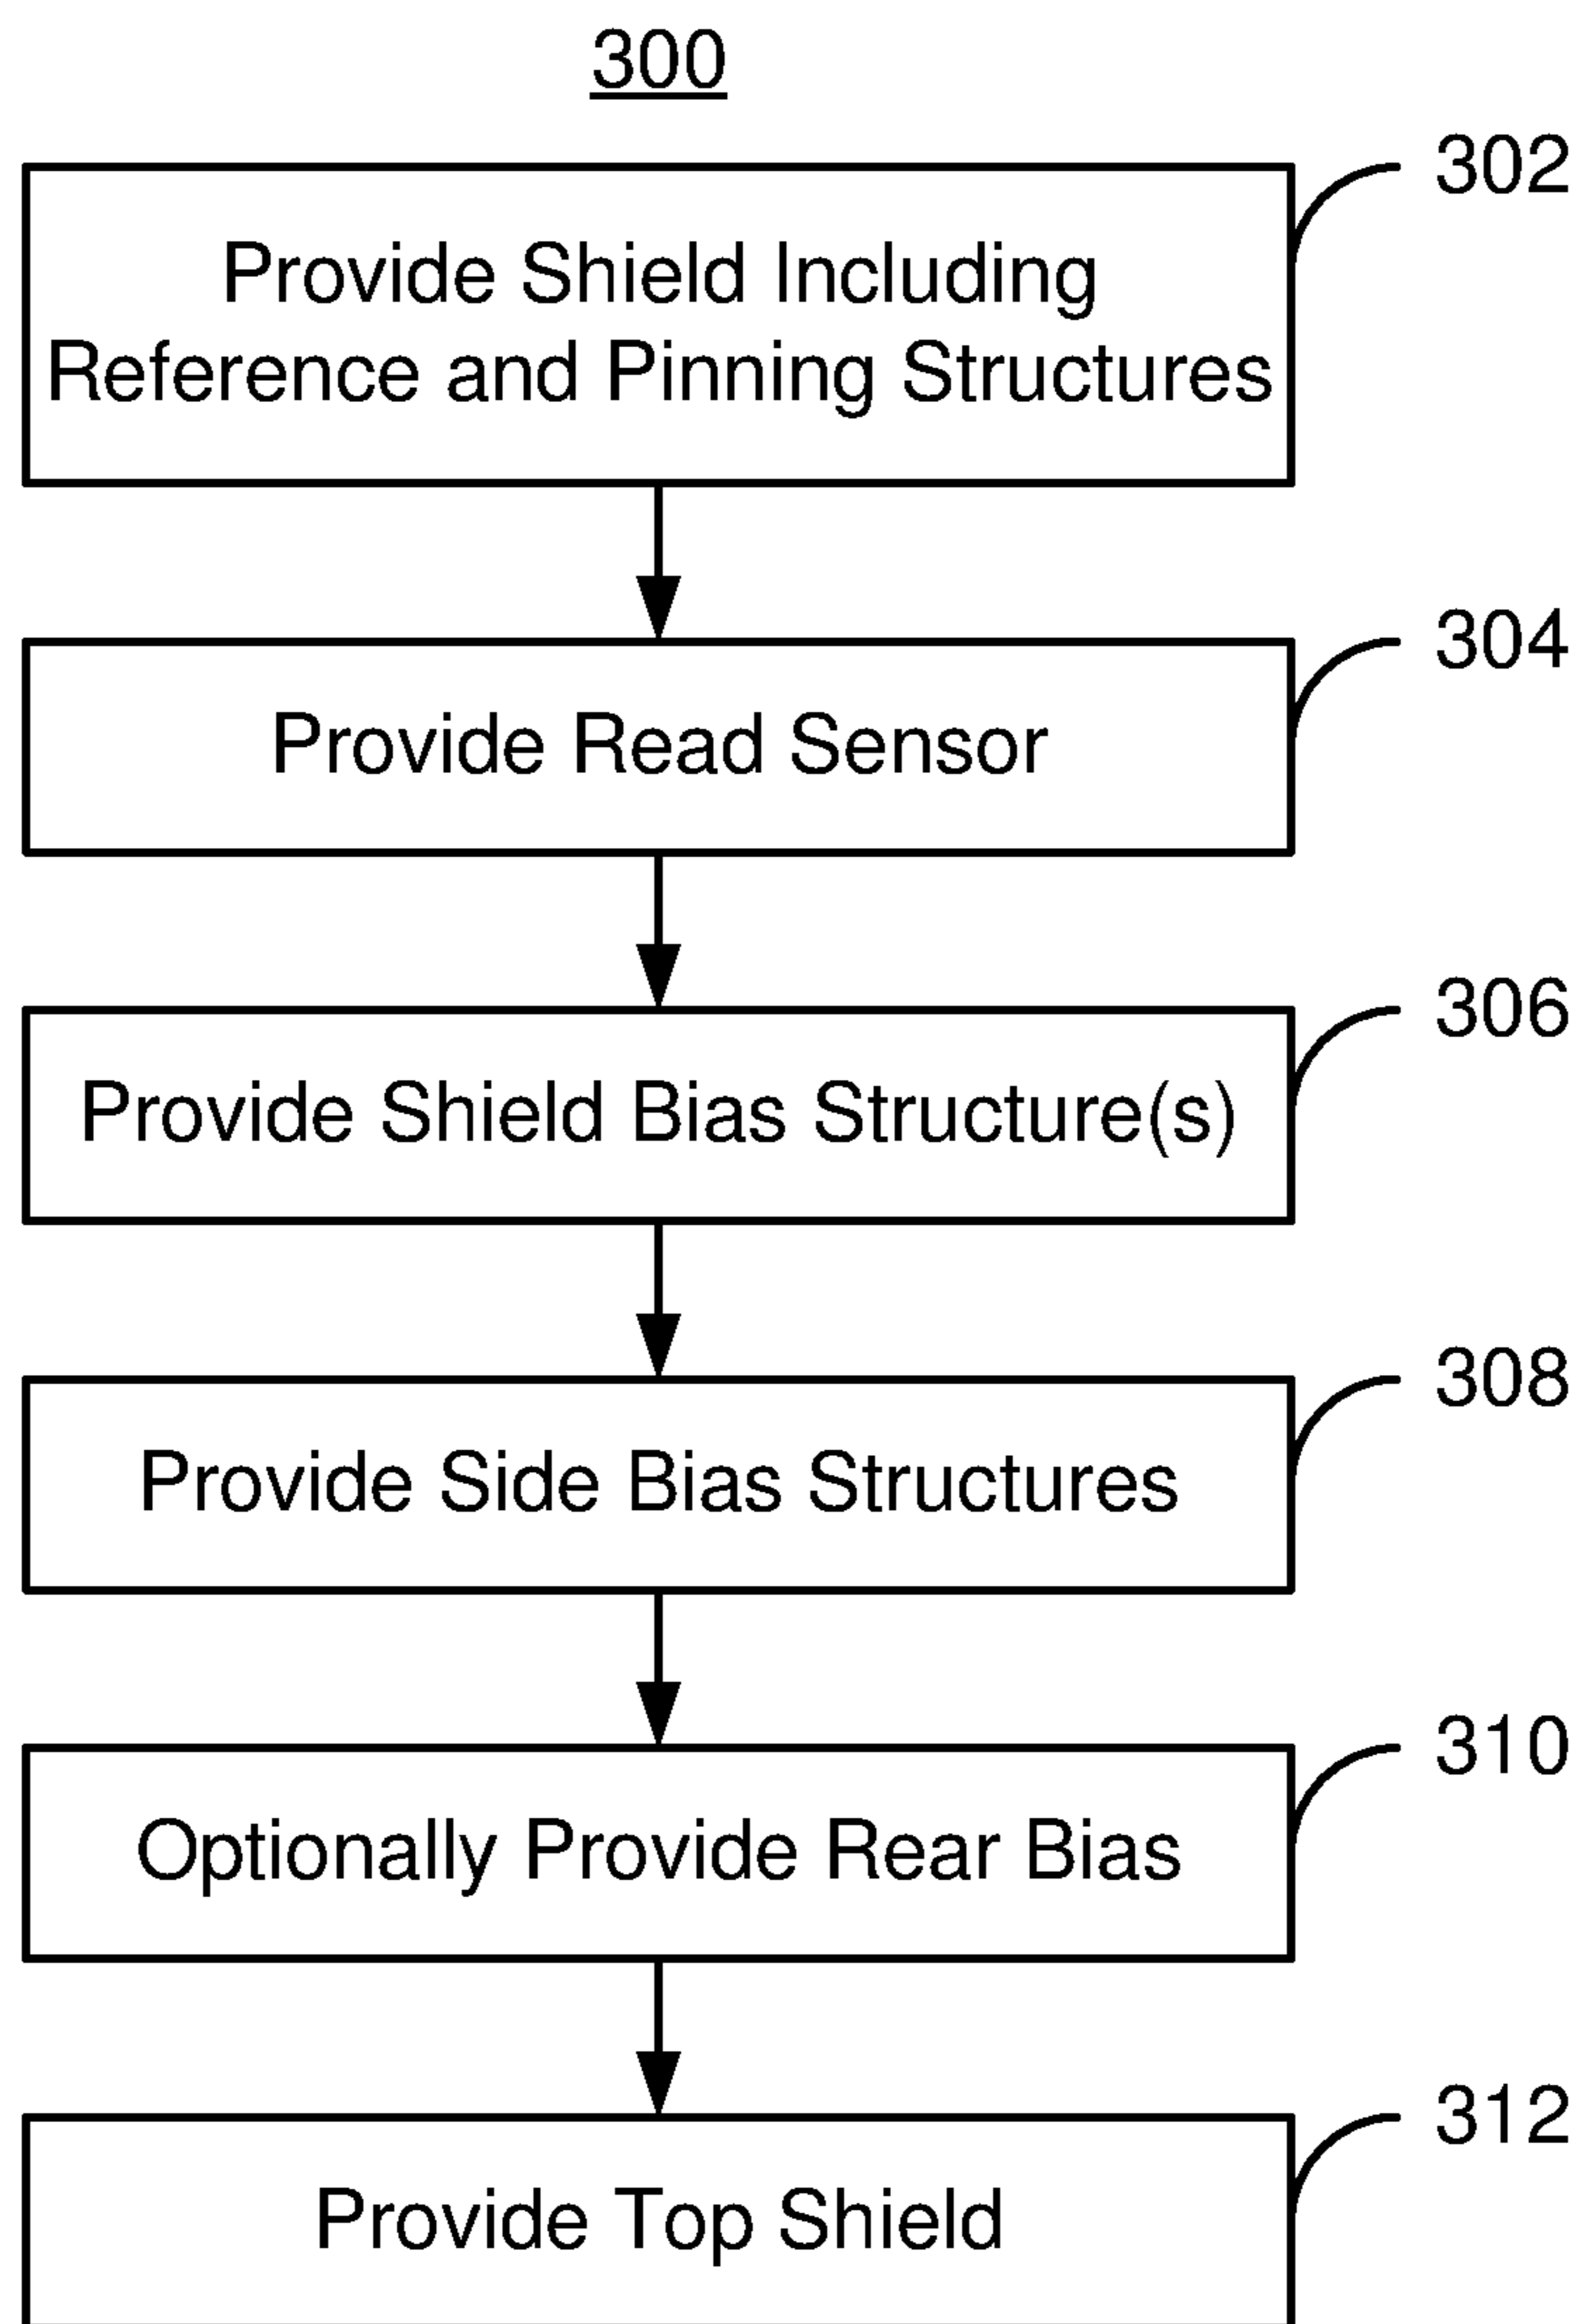 300
302
Provide Shield Including
Reference and Pinning Structures
304
Provide Read Sensor
306
Provide Shield Bias Structure(s)
308
Provide Side Bias Structures
310
Optionally Provide Rear Bias
312
Provide Top Shield